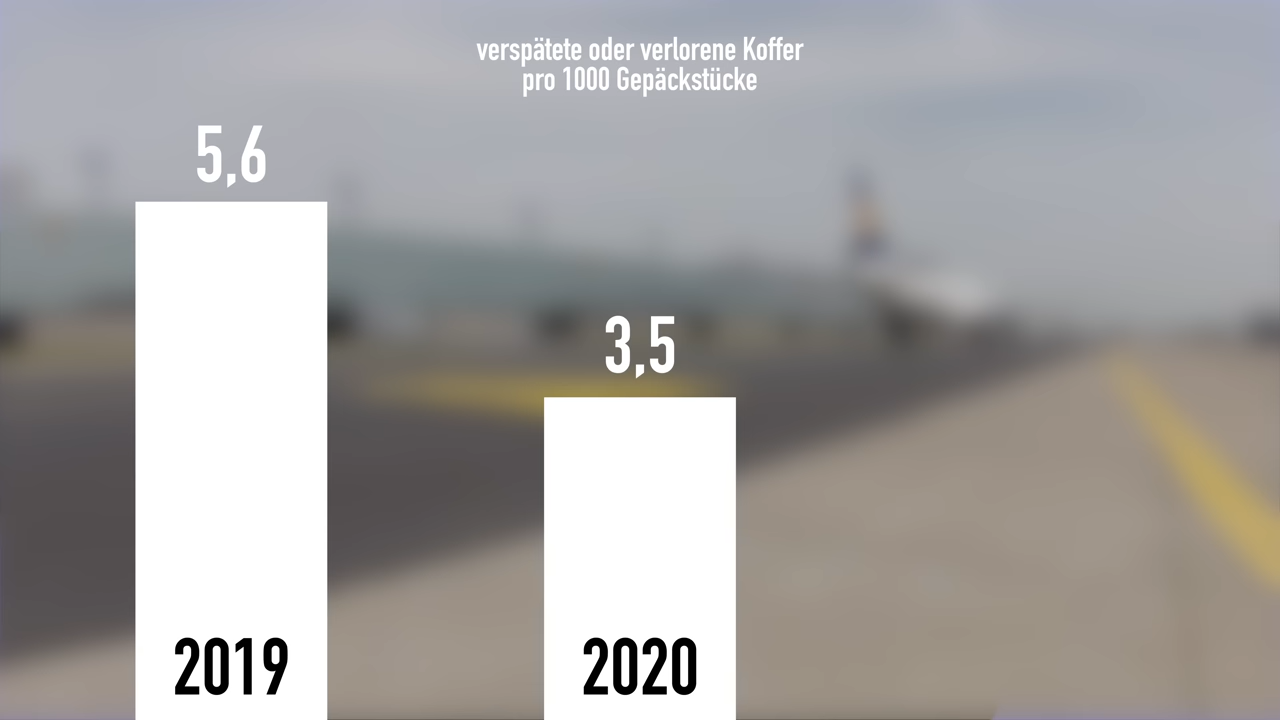 verspätete oder verlorene Koffer
pro 1000 Gepäckstücke
5,6
3,5
2019
2020